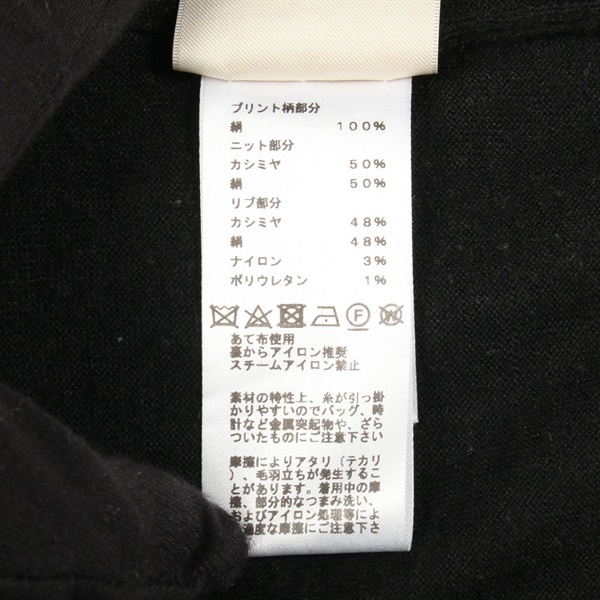 プリント柄部分
絹 100%
ニット部分
カシミヤ 50%
絹 50%
リブ部分
カシミヤ 48%
絹 48%
ナイロン 3%
ポリウレタン 1%
F W
あて布使用
裏からアイロン推奨
スチームアイロン禁止
素材の特性上、糸が引っ掛
かりやすいのでバッグ、時
計など金属突起物や、ざら
ついたものにご注意下さい
摩擦によりアタリ(テカリ
)、毛羽立ちが発生するこ
とがあります。着用中の摩
擦、部分的なつまみ洗い、
およびアイロン処理等によ
過度な摩擦にご注意下さ